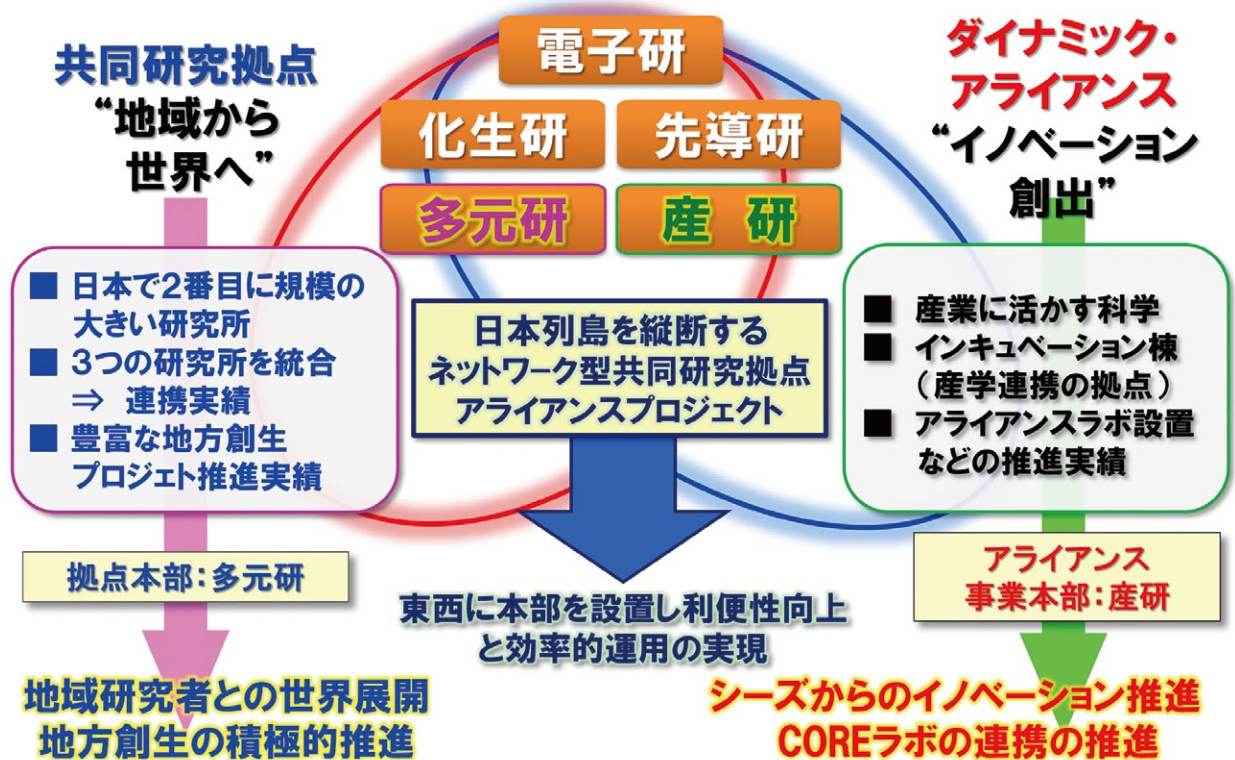 共同研究拠点
“地域から
世界へ”
電子研
化生研
先導研
多元研
産 研
ダイナミック・
アライアンス
“イノベーション
創出”
■ 日本で2番目に規模の
大きい研究所
■ 3つの研究所を統合
⇒ 連携実績
■ 豊富な地方創生
プロジェト推進実績
日本列島を縦断する
ネットワーク型共同研究拠点
アライアンスプロジェクト
■ 産業に活かす科学
■ インキュベーション棟
（産学連携の拠点）
■ アライアンスラボ設置
などの推進実績
拠点本部：多元研
東西に本部を設置し利便性向上
と効率的運用の実現
アライアンス
事業本部：産研
地域研究者との世界展開
地方創生の積極的推進
シーズからのイノベーション推進
COREラボの連携の推進